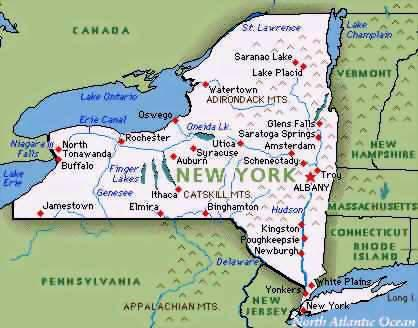 CANADA
St. Lawrence
Lake
Champlain
Saranac Lake
Lake Placid
VERMONT
Watertown
Lake Ontario
ADIRONDACK MTS.
Oswego
Erie Canal
Glens Falls
Oneida Lk.
Saratoga Springs
Rochester
NEW
HAMPSHIRE
Niagara
Falls
North
Tonawanda
Utica
Amsterdam
Syracuse
Auburn
Schenectady
Buffalo
Lake
Erie
Finger
Lakes
NEW YORK
Troy
ALBANY
Genesee
Ithaca
CATSKILL MTS.
MASSACHUSETTS
Jamestown
Elmira
Binghamton
Hudson
Kingston
CONNECTICUT
Poughkeepsie
RHODE
ISLAND
Newburgh
Delaware
PENNSYLVANIA
White Plains
Yonkers
APPALACHIAN MTS.
NEW
JERSEY
New York
Long I.
North Atlantic Ocean